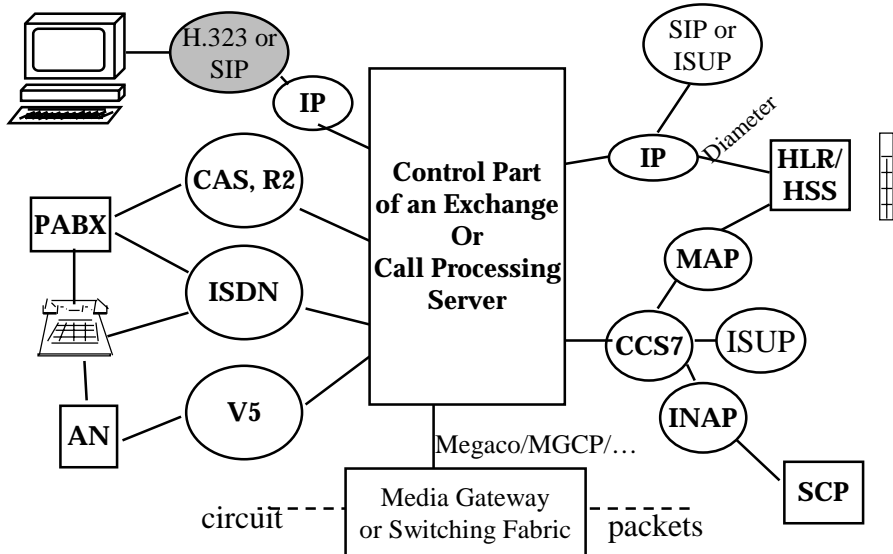 H.323 or
SIP
IP
SIP or
ISUP
Diameter
IP
HLR/
HSS
CAS, R2
PABX
Control Part
of an Exchange
Or
Call Processing
Server
MAP
ISDN
CCS7
ISUP
V5
AN
INAP
Megaco/MGCP/…
SCP
circuit
Media Gateway
or Switching Fabric
packets